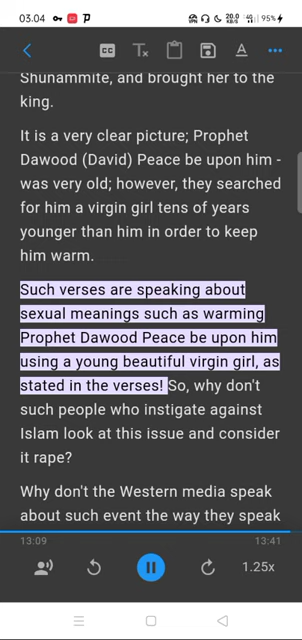 03.04
20.0 KB/S
4G
95%
CC
A
Shunammite, and brought her to the
king.
It is a very clear picture; Prophet
Dawood (David) Peace be upon him -
was very old; however, they searched
for him a virgin girl tens of years
younger than him in order to keep
him warm.
Such verses are speaking about
sexual meanings such as warming
Prophet Dawood Peace be upon him
using a young beautiful virgin girl, as
stated in the verses! So, why don't
such people who instigate against
Islam look at this issue and consider
it rape?
Why don't the Western media speak
about such event the way they speak
13:09
13:41
1.25x